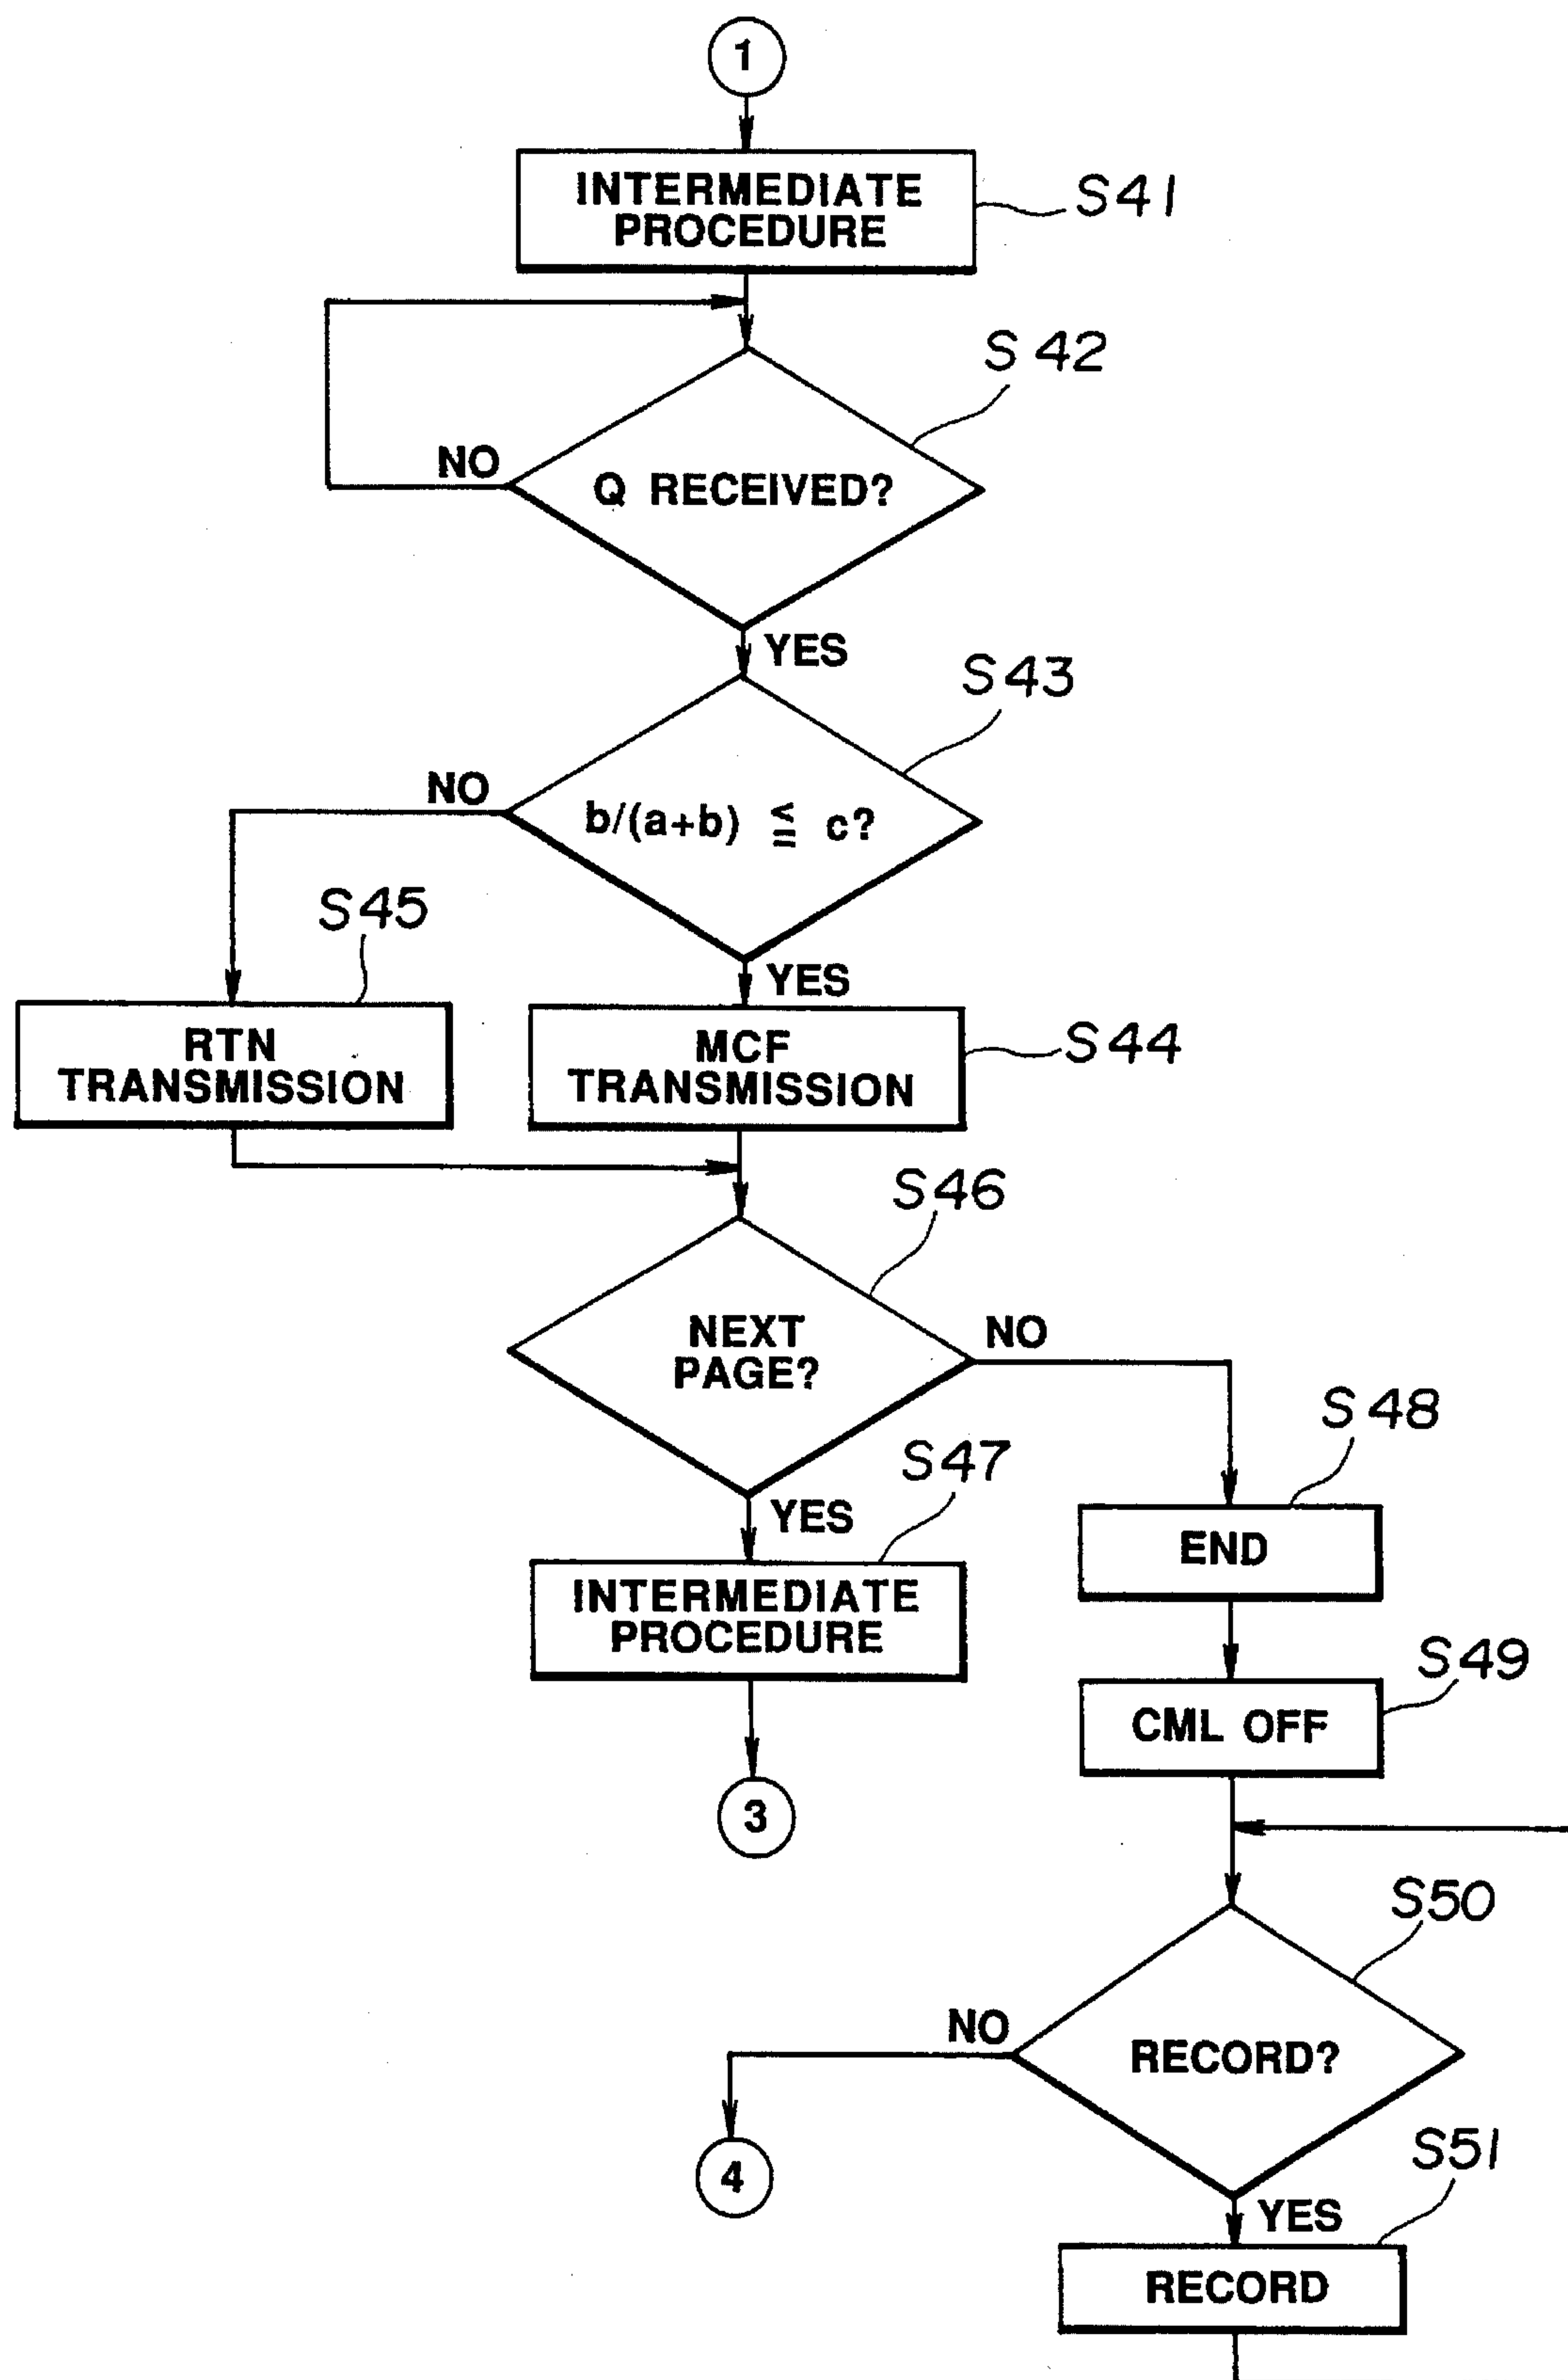 1
INTERMEDIATE
PROCEDURE
S41
S42
NO
Q RECEIVED?
YES
S43
NO
b/(a+b) ≦ c?
S45
YES
RTN
TRANSMISSION
MCF
TRANSMISSION
S44
S46
NEXT
PAGE?
NO
S48
S47
YES
END
INTERMEDIATE
PROCEDURE
S49
CML OFF
3
S50
NO
RECORD?
4
S51
YES
RECORD